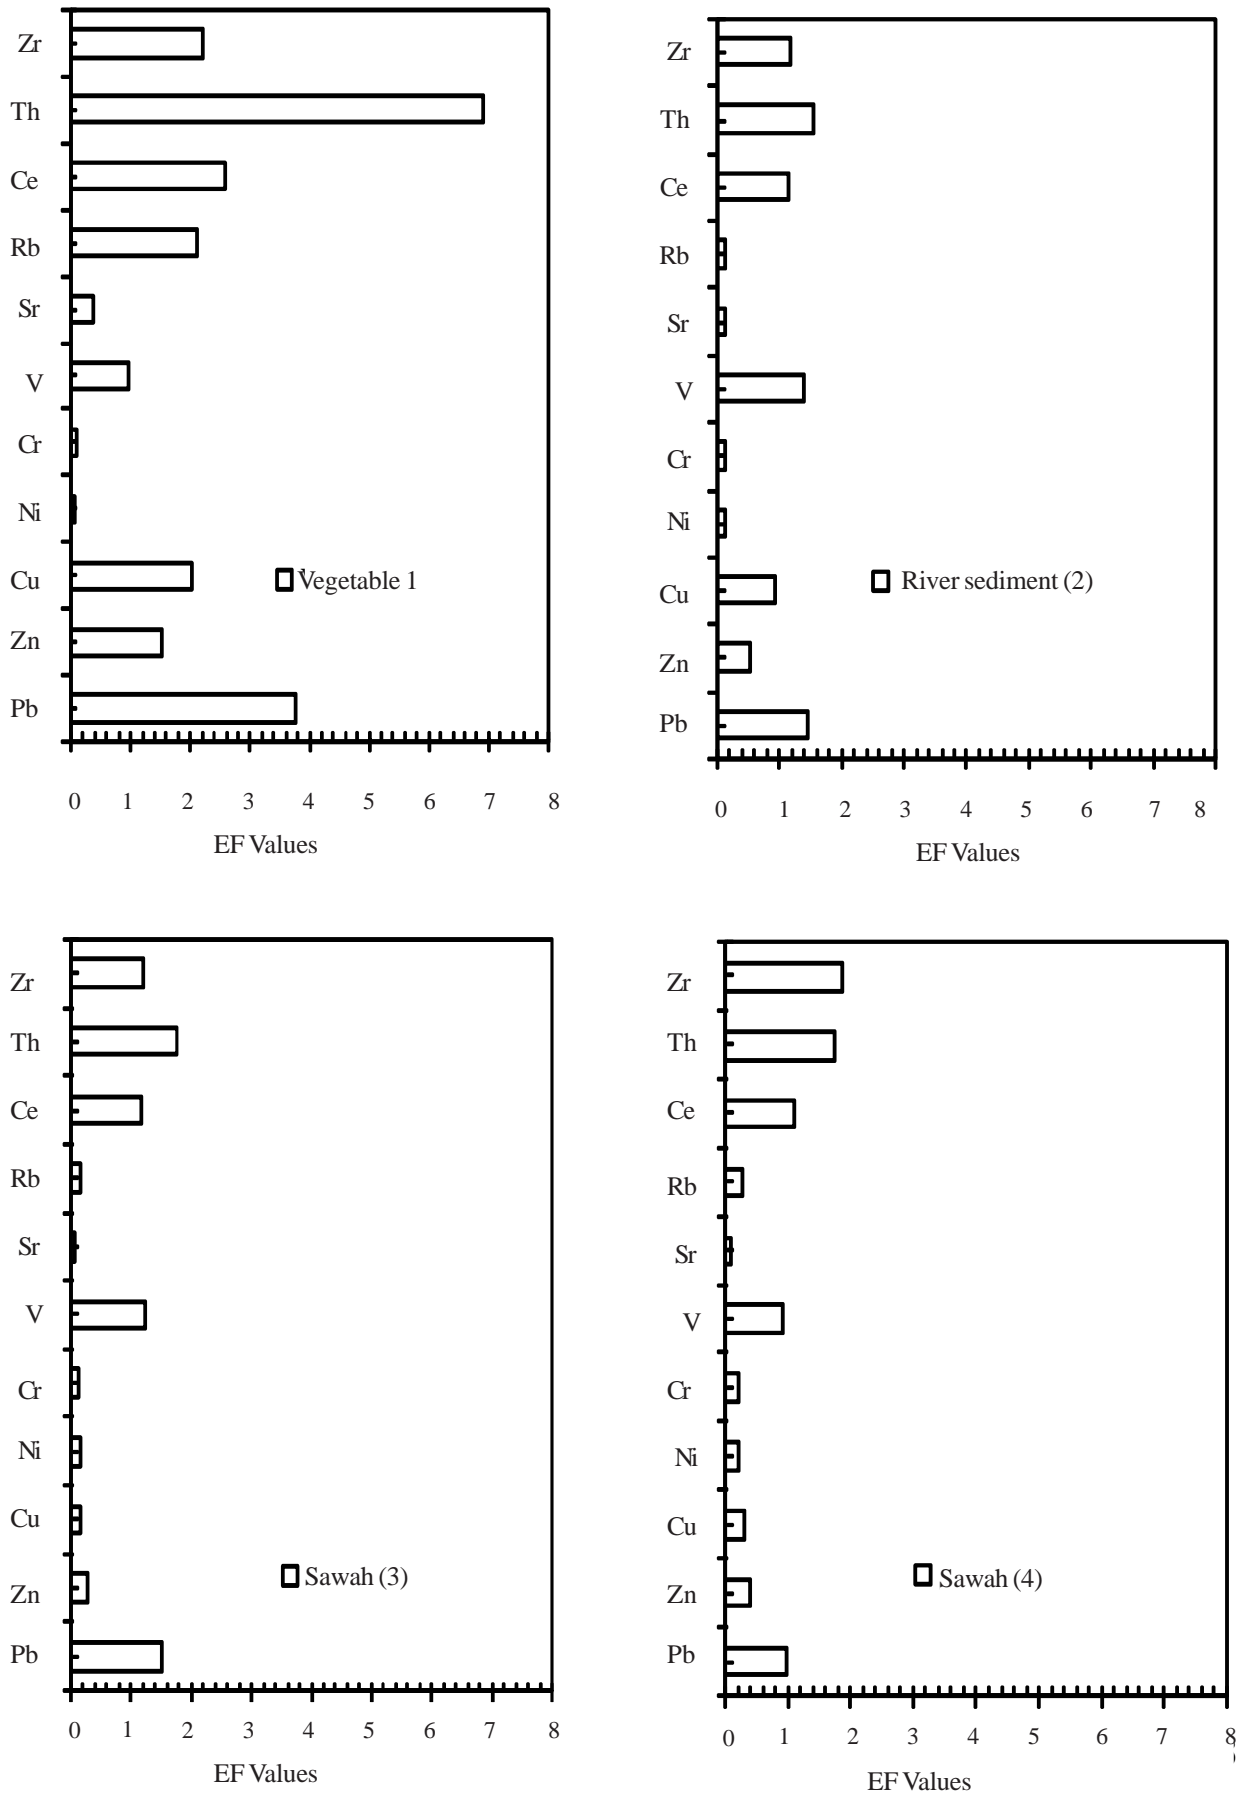 Zr
Th
Ce
Rb
Sr
V
Cr
Ni
Cu
Vegetable 1
Zn
Pb
0 1 2 3 4 5 6 7 8
EF Values
Zr
Th
Ce
Rb
Sr
V
Cr
Ni
Cu
River sediment (2)
Zn
Pb
0 1 2 3 4 5 6 7 8
EF Values
Zr
Th
Ce
Rb
Sr
V
Cr
Ni
Cu
Sawah (3)
Zn
Pb
0 1 2 3 4 5 6 7 8
EF Values
Zr
Th
Ce
Rb
Sr
V
Cr
Ni
Cu
Sawah (4)
Zn
Pb
0 1 2 3 4 5 6 7 8
EF Values